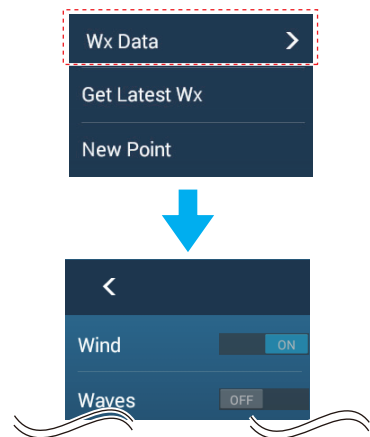 Wx Data
Get Latest Wx
New Point
Wind ON
Waves OFF